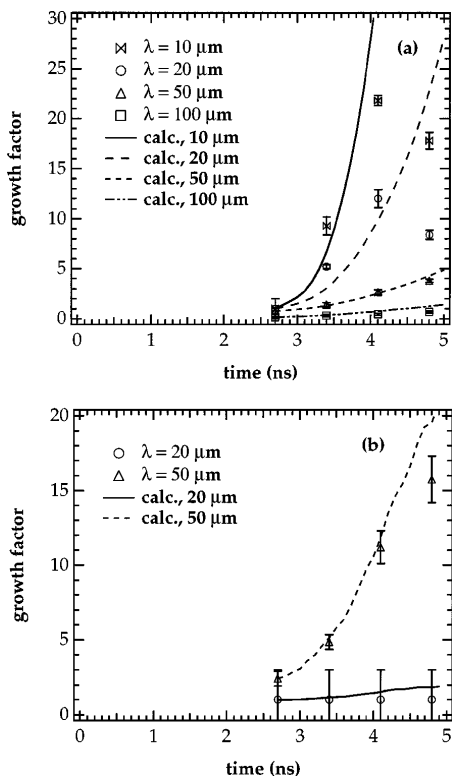 30
25
20
15
10
5
0
growth factor
(a)
λ = 10 µm
λ = 20 µm
λ = 50 µm
λ = 100 µm
calc., 10 µm
calc., 20 µm
calc., 50 µm
calc., 100 µm
0 1 2 3 4 5
time (ns)
20
15
10
5
0
growth factor
(b)
λ = 20 µm
λ = 50 µm
calc., 20 µm
calc., 50 µm
0 1 2 3 4 5
time (ns)